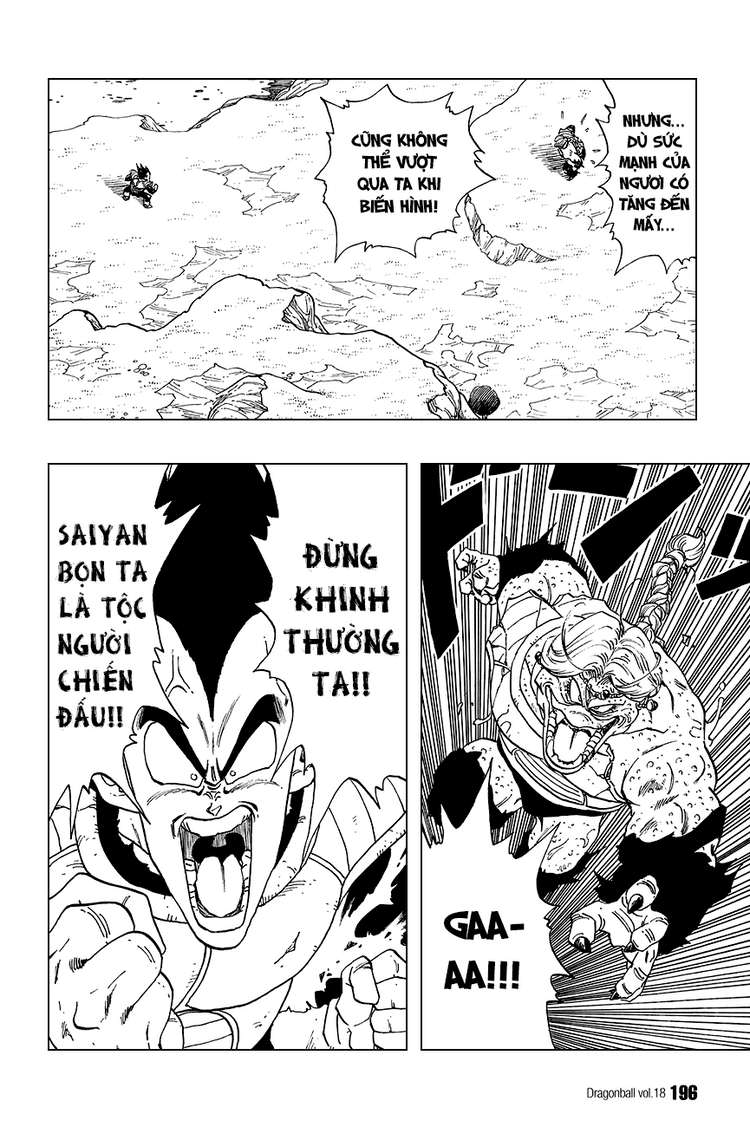 NHƯNG...
DÙ SỨC
MẠNH CỦA
NGƯƠI CÓ
TĂNG ĐẾN
MẤY...
CŨNG KHÔNG
THỂ VƯỢT
QUA TA KHI
BIẾN HÌNH!
GAA-
AA!!!
ĐỪNG
KHINH
THƯỜNG
TA!!
SAIYAN
BỌN TA
LÀ TỘC
NGƯỜI
CHIẾN
ĐẤU!!
Dragonball vol.18 196